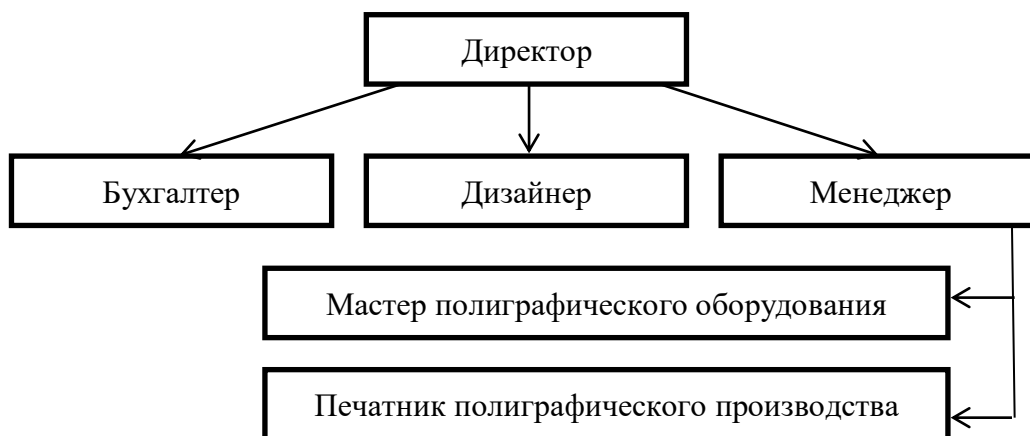 Директор
Бухгалтер
Дизайнер
Менеджер
Мастер полиграфического оборудования
Печатник полиграфического производства